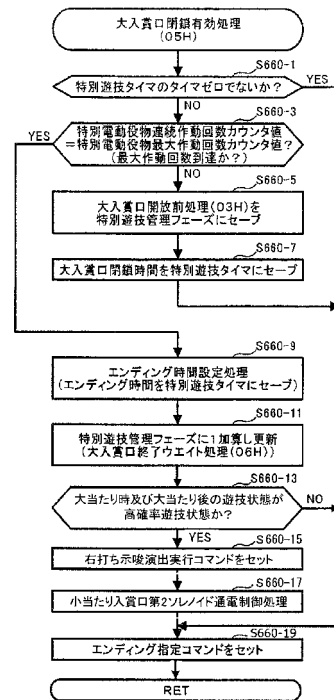 大入賞口閉鎖有効処理
(05H)
S660-1
特別遊技タイマのタイマゼロでないか?
YES
NO
S660-3
YES
特別電動役物連続作動回数カウンタ値
=特別電動役物最大作動回数カウンタ値?
(最大作動回数到達か?)
NO
S660-5
大入賞口開放前処理(03H)を
特別遊技管理フェーズにセーブ
S660-7
大入賞口閉鎖時間を特別遊技タイマにセーブ
S660-9
エンディング時間設定処理
(エンディング時間を特別遊技タイマにセーブ)
S660-11
特別遊技管理フェーズに1加算し更新
(大入賞口終了ウエイト処理(06H))
S660-13
大当たり時及び大当たり後の遊技状態が
高確率遊技状態か?
NO
YES
S660-15
右打ち示唆演出実行コマンドをセット
S660-17
小当たり入賞口第2ソレノイド通電制御処理
S660-19
エンディング指定コマンドをセット
RET